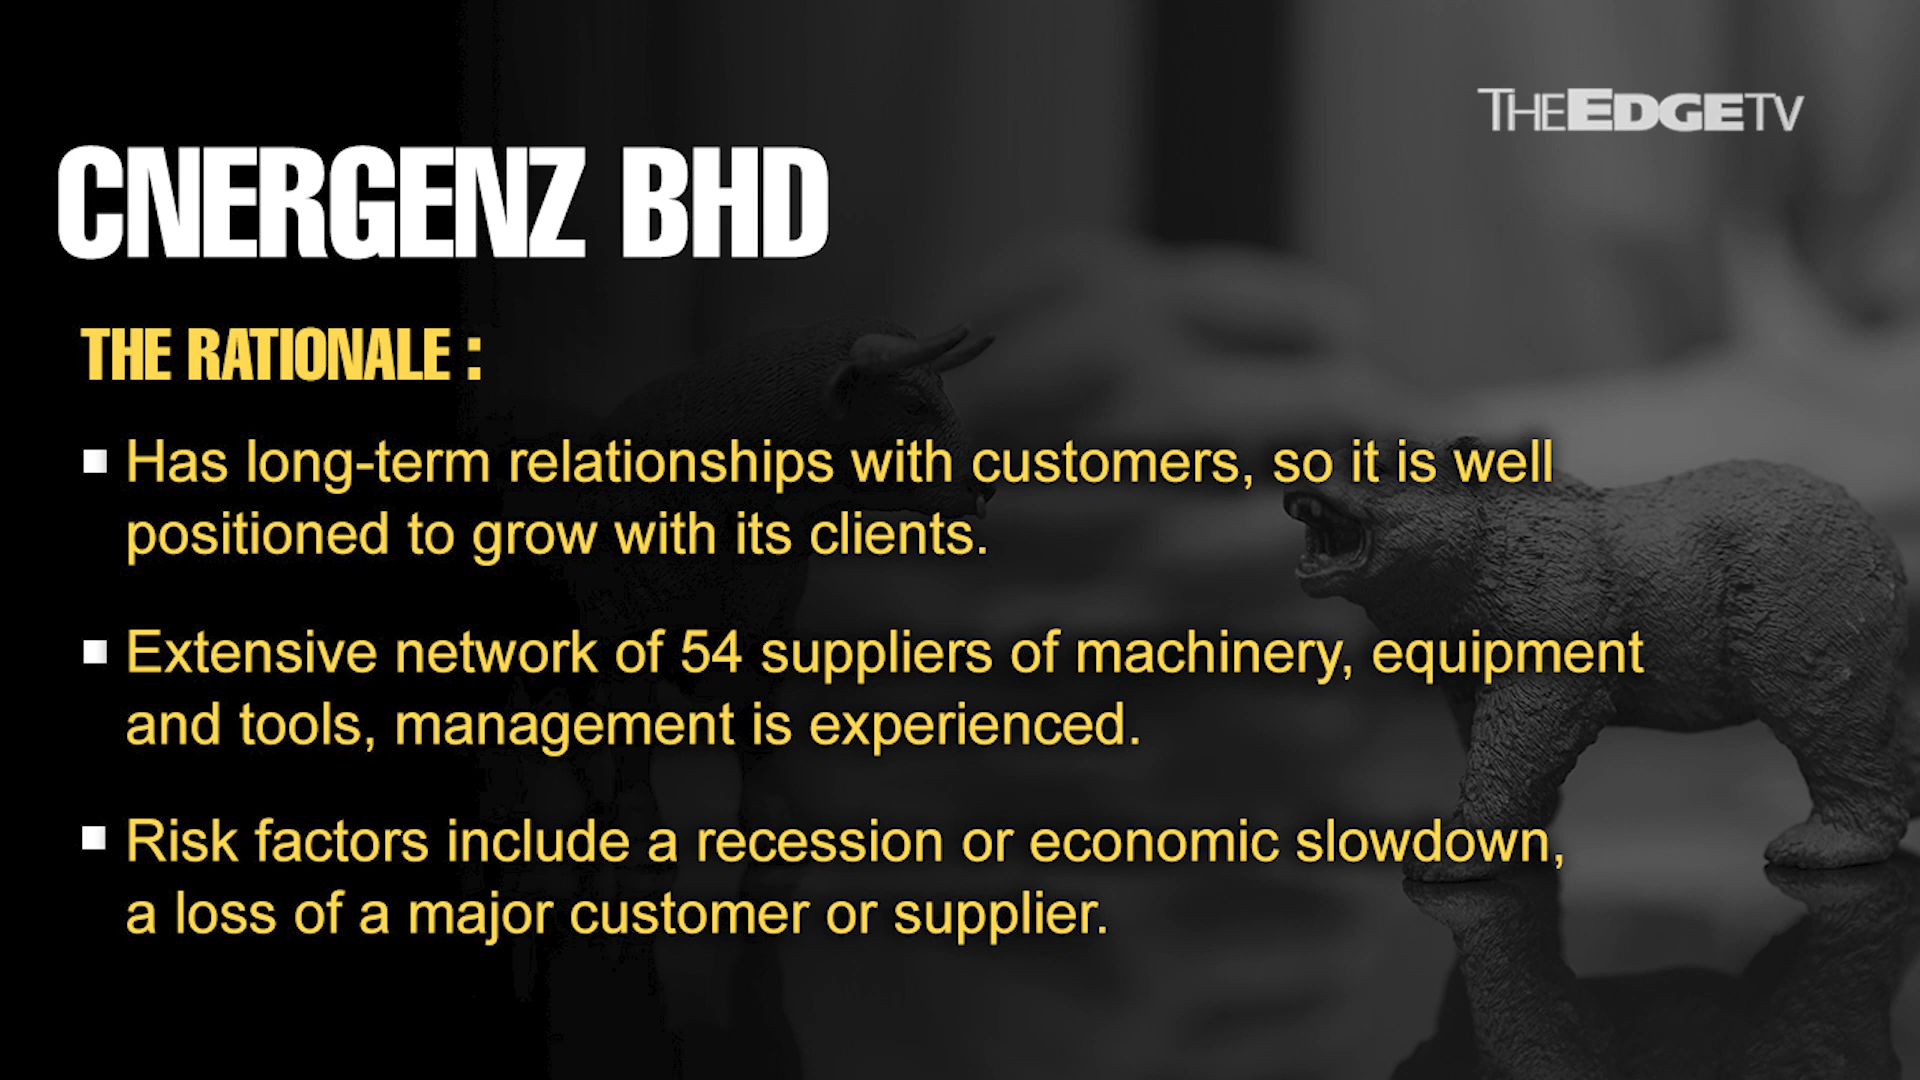 THEEDGETV
CNERGENZ BHD
THE RATIONALE :
Has long-term relationships with customers, so it is well
positioned to grow with its clients.
Extensive network of 54 suppliers of machinery, equipment
and tools, management is experienced.
Risk factors include a recession or economic slowdown,
a loss of a major customer or supplier.